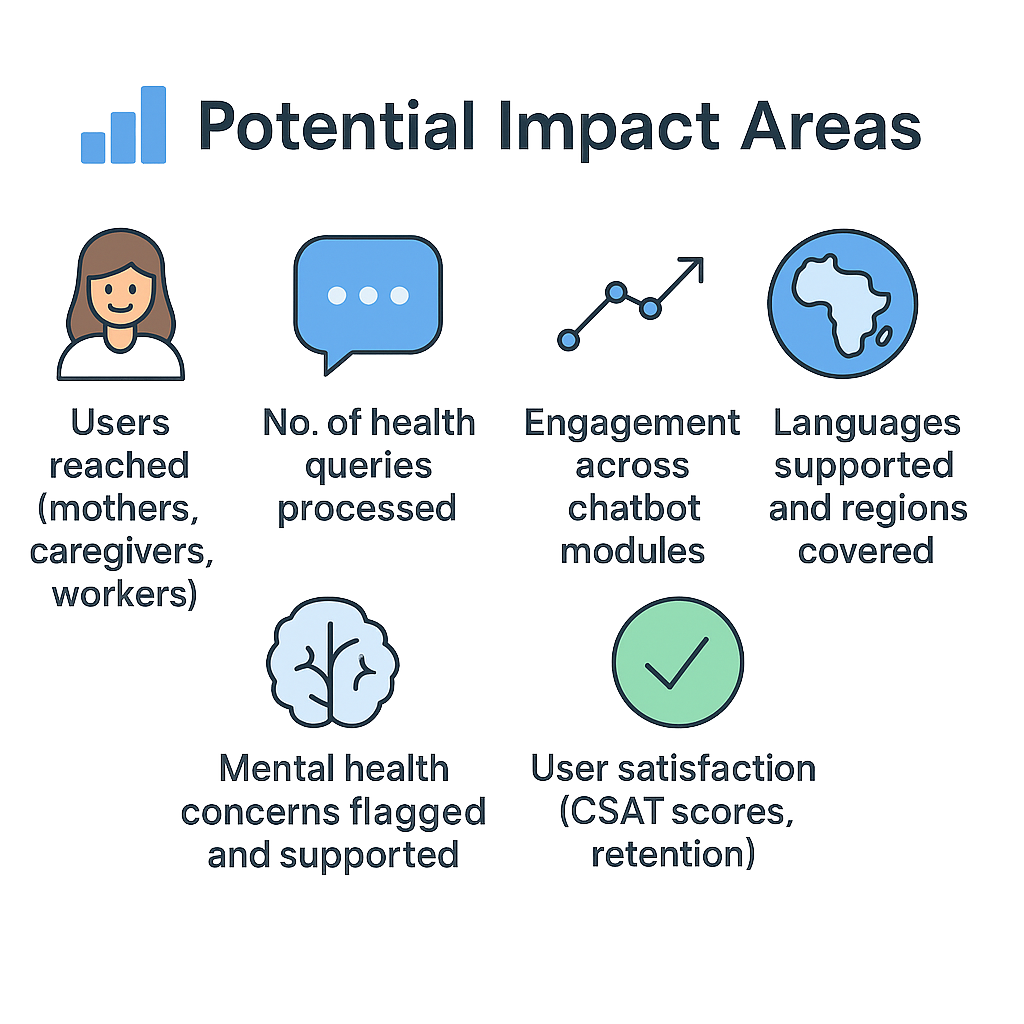 Potential Impact Areas
Users
reached
(mothers,
caregivers,
workers)
No. of health
queries
processed
Engagement
across
chatbot
modules
Languages
supported
and regions
covered
Mental health
concerns flagged
and supported
User satisfaction
(CSAT scores,
retention)